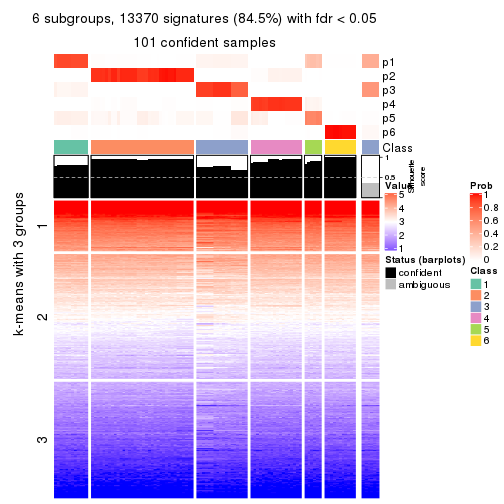 6 subgroups, 13370 signatures (84.5%) with fdr < 0.05
101 confident samples
p1
p2
p3
p4
p5
p6
Class
1
0.5
0
Silhouette
score
k-means with 3 groups
1
2
3
Value
5
4
3
2
1
Status (barplots)
confident
ambiguous
Prob
1
0.8
0.6
0.4
0.2
0
Class
1
2
3
4
5
6